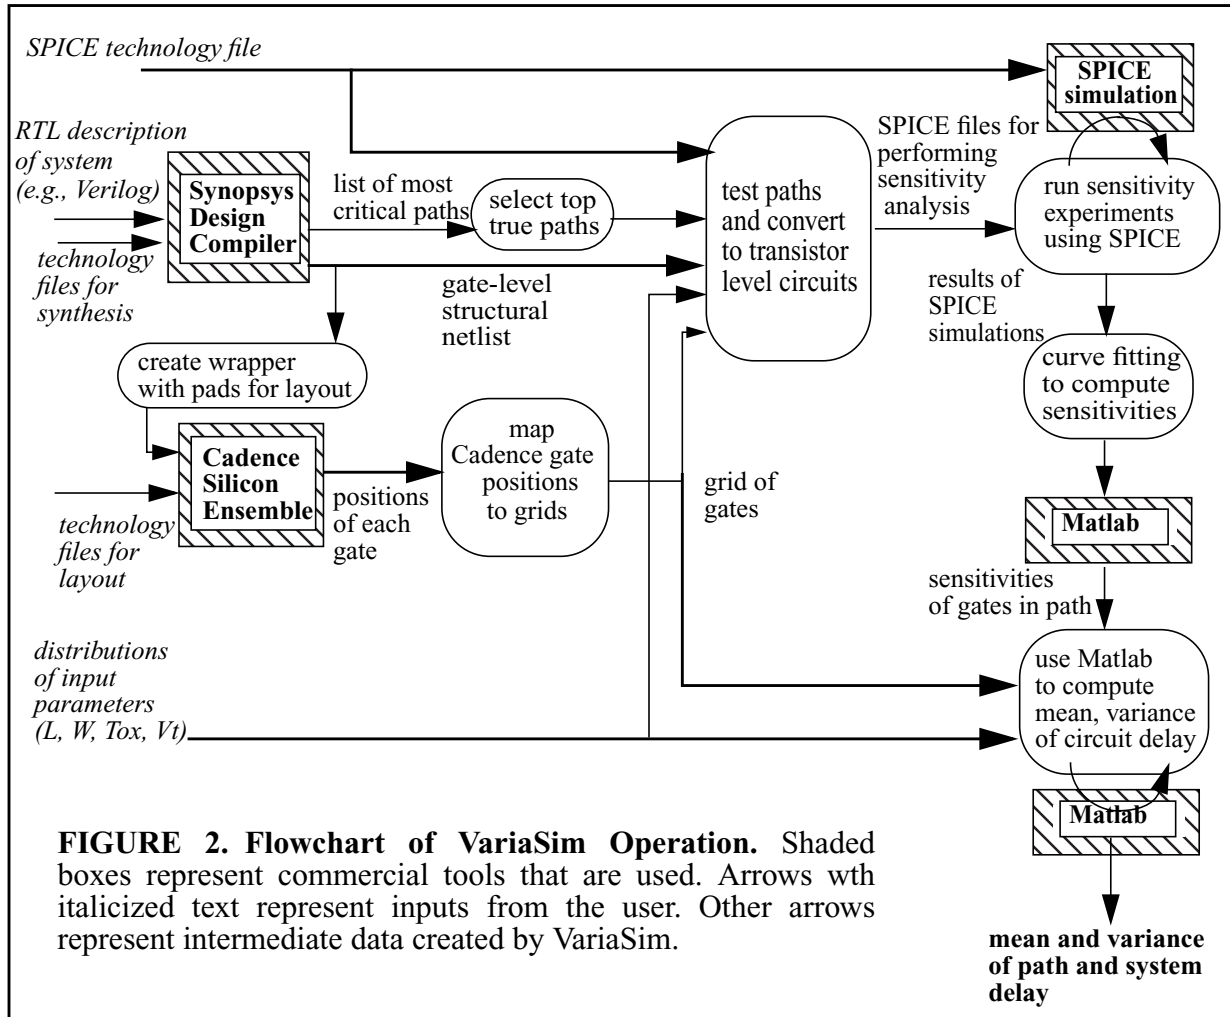 SPICE technology file
SPICE
simulation
RTL description
of system
(e.g., Verilog)
Synopsys
Design
Compiler
technology
files for
synthesis
list of most
critical paths
select top
true paths
gate-level
structural
netlist
test paths
and convert
to transistor
level circuits
SPICE files for
performing
sensitivity
analysis
run sensitivity
experiments
using SPICE
results of
SPICE
simulations
create wrapper
with pads for layout
curve fitting
to compute
sensitivities
Cadence
Silicon
Ensemble
technology
files for
layout
positions
of each
gate
map
Cadence gate
positions
to grids
grid of
gates
Matlab
sensitivities
of gates in path
distributions
of input
parameters
(L, W, Tox, Vt)
use Matlab
to compute
mean, variance
of circuit delay
Matlab
mean and variance
of path and system
delay
FIGURE 2. Flowchart of VariaSim Operation. Shaded
boxes represent commercial tools that are used. Arrows wth
italicized text represent inputs from the user. Other arrows
represent intermediate data created by VariaSim.